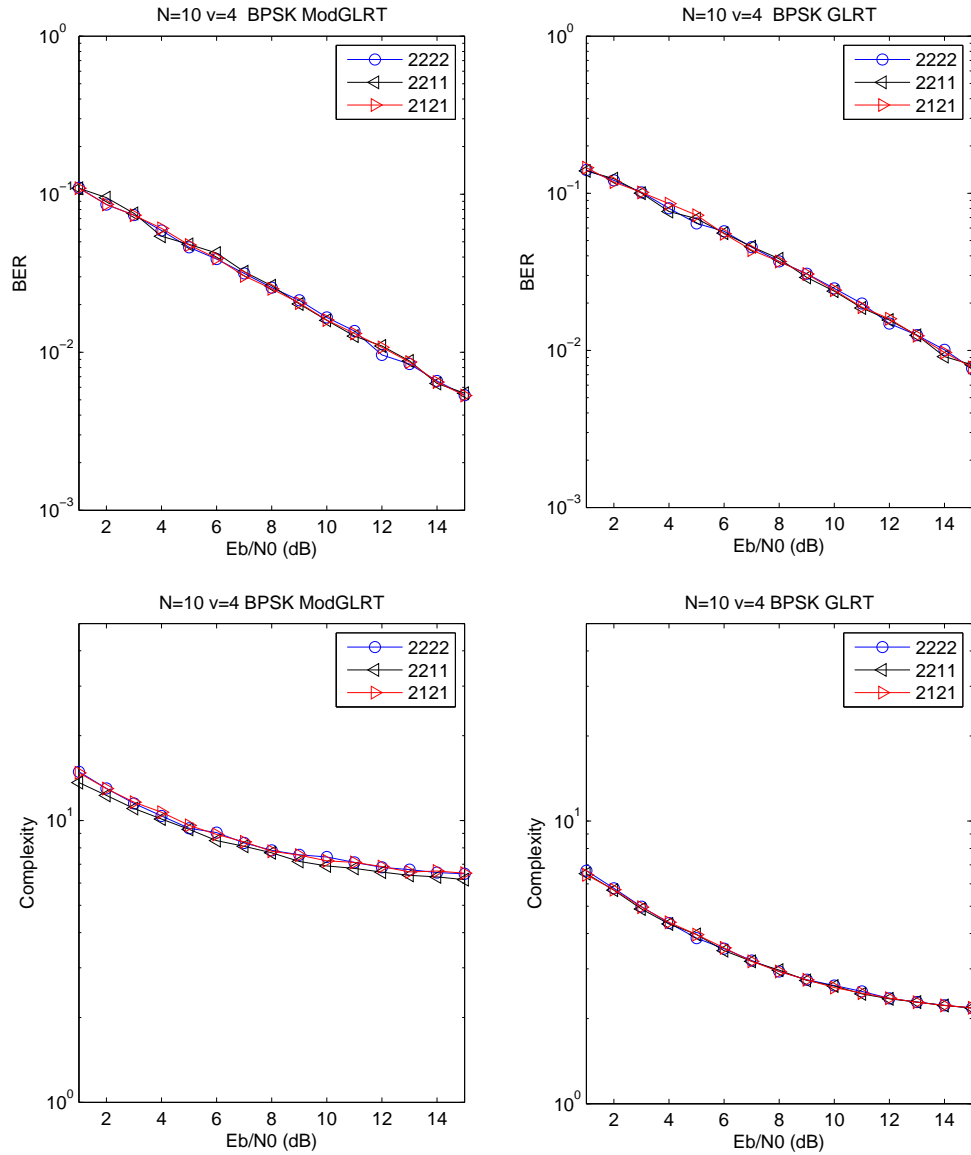 N=10 v=4  BPSK ModGLRT
10^0
10^-1
10^-2
10^-3
BER
2222
2211
2121
2 4 6 8 10 12 14
Eb/N0 (dB)
N=10 v=4  BPSK GLRT
10^0
10^-1
10^-2
10^-3
BER
2222
2211
2121
2 4 6 8 10 12 14
Eb/N0 (dB)
N=10 v=4 BPSK ModGLRT
10^1
10^0
Complexity
2222
2211
2121
2 4 6 8 10 12 14
Eb/N0 (dB)
N=10 v=4 BPSK GLRT
10^1
10^0
Complexity
2222
2211
2121
2 4 6 8 10 12 14
Eb/N0 (dB)